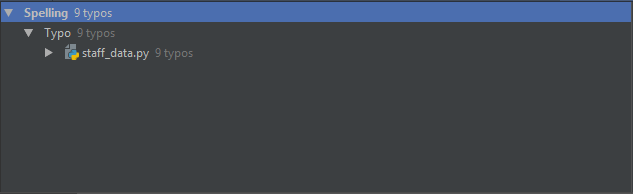 Spelling 9 typos
Typo 9 typos
staff_data.py 9 typos